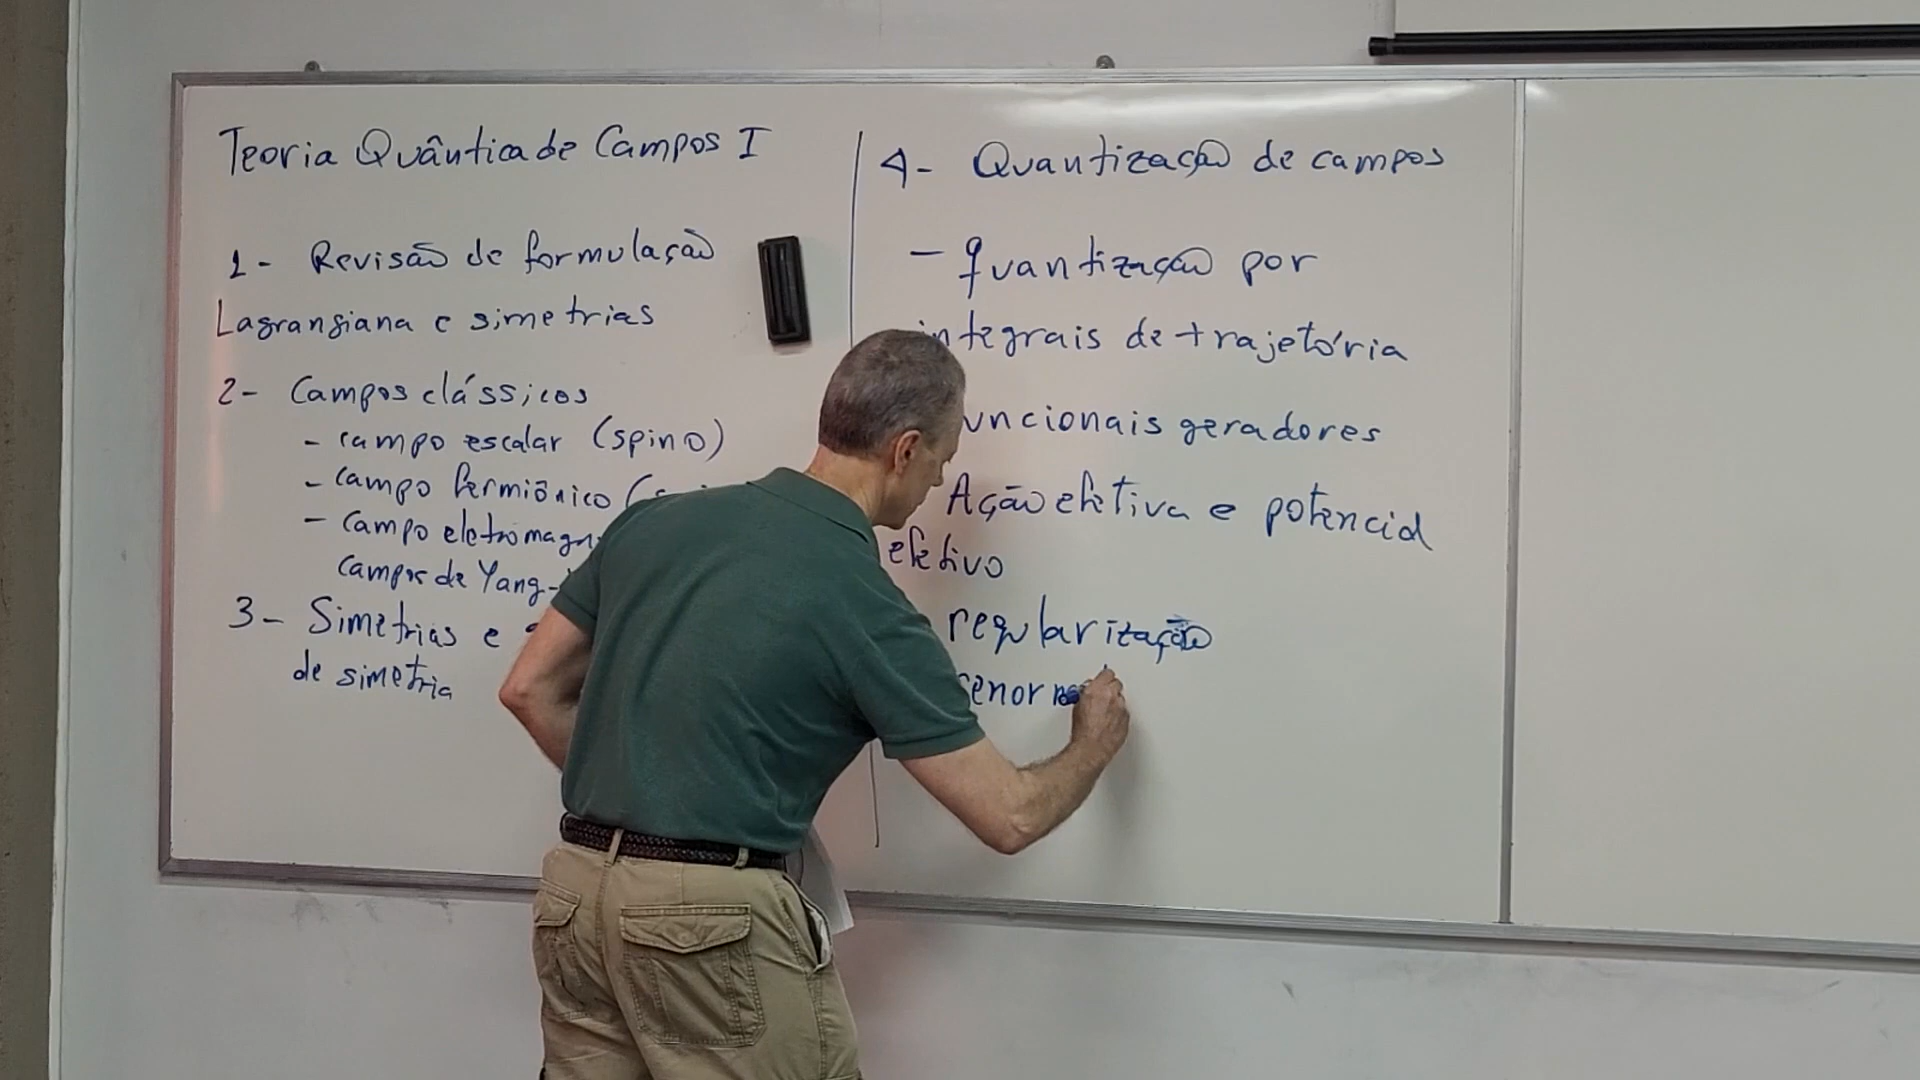 Teoria Quântica de Campos I
1- Revisão de formulação
Lagrangiana e simetrias
2- Campos clássicos
- campo escalar (spin 0)
- campo fermiônico (
- campo eletromagn
campos de Yang-
3- Simetrias e
de simetria
4- Quantização de campos
- quantização por
integrais de trajetória
uncionais geradores
Ação efetiva e potencial
efetivo
regularização
renor